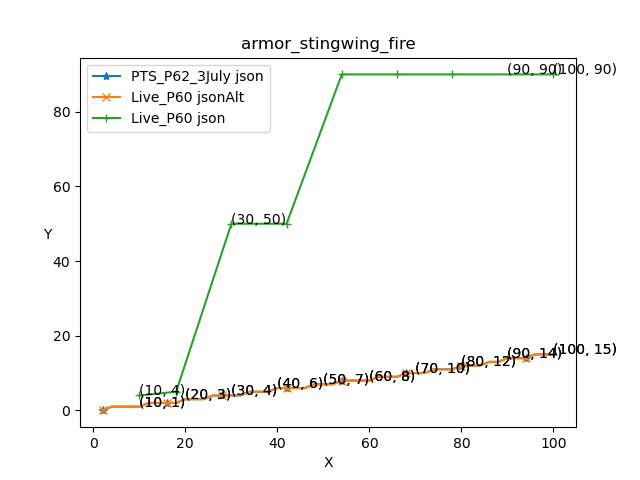 armor_stingwing_fire
PTS_P62_3July json
Live_P60 jsonAlt
Live_P60 json
Y
80
60
40
20
0
(90, 90)
(100, 90)
(30, 50)
(10, 4)
(10, 1)
(20, 3)
(30, 4)
(40, 6)
(50, 7)
(60, 8)
(70, 10)
(80, 12)
(90, 14)
(100, 15)
0 20 40 60 80 100
X